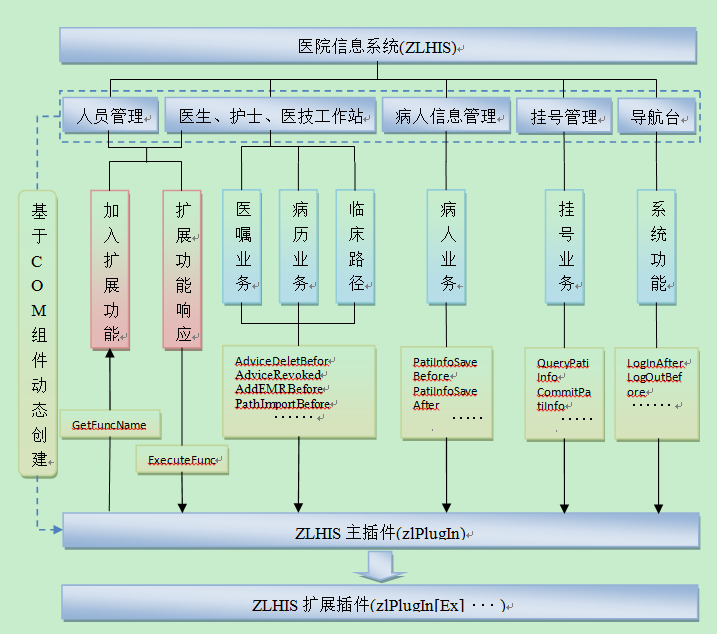 医院信息系统(ZLHIS)
人员管理
医生、护士、医技工作站
病人信息管理
挂号管理
导航台
基于COM组件动态创建
加入扩展功能
扩展功能响应
医嘱业务
病历业务
临床路径
病人业务
挂号业务
系统功能
AdviceDeletBefor
AdviceRevoked
AddEMRBefore
PathImportBefore
······
PatiInfoSave
Before
PatiInfoSave
After
·····
QueryPati
Info
CommitPa
tiInfo
·····
LogInAfter
LogOutBef
ore
······
GetFuncName
ExecuteFunc
ZLHIS 主插件(zlPlugIn)
ZLHIS 扩展插件(zlPlugIn[Ex] ···)